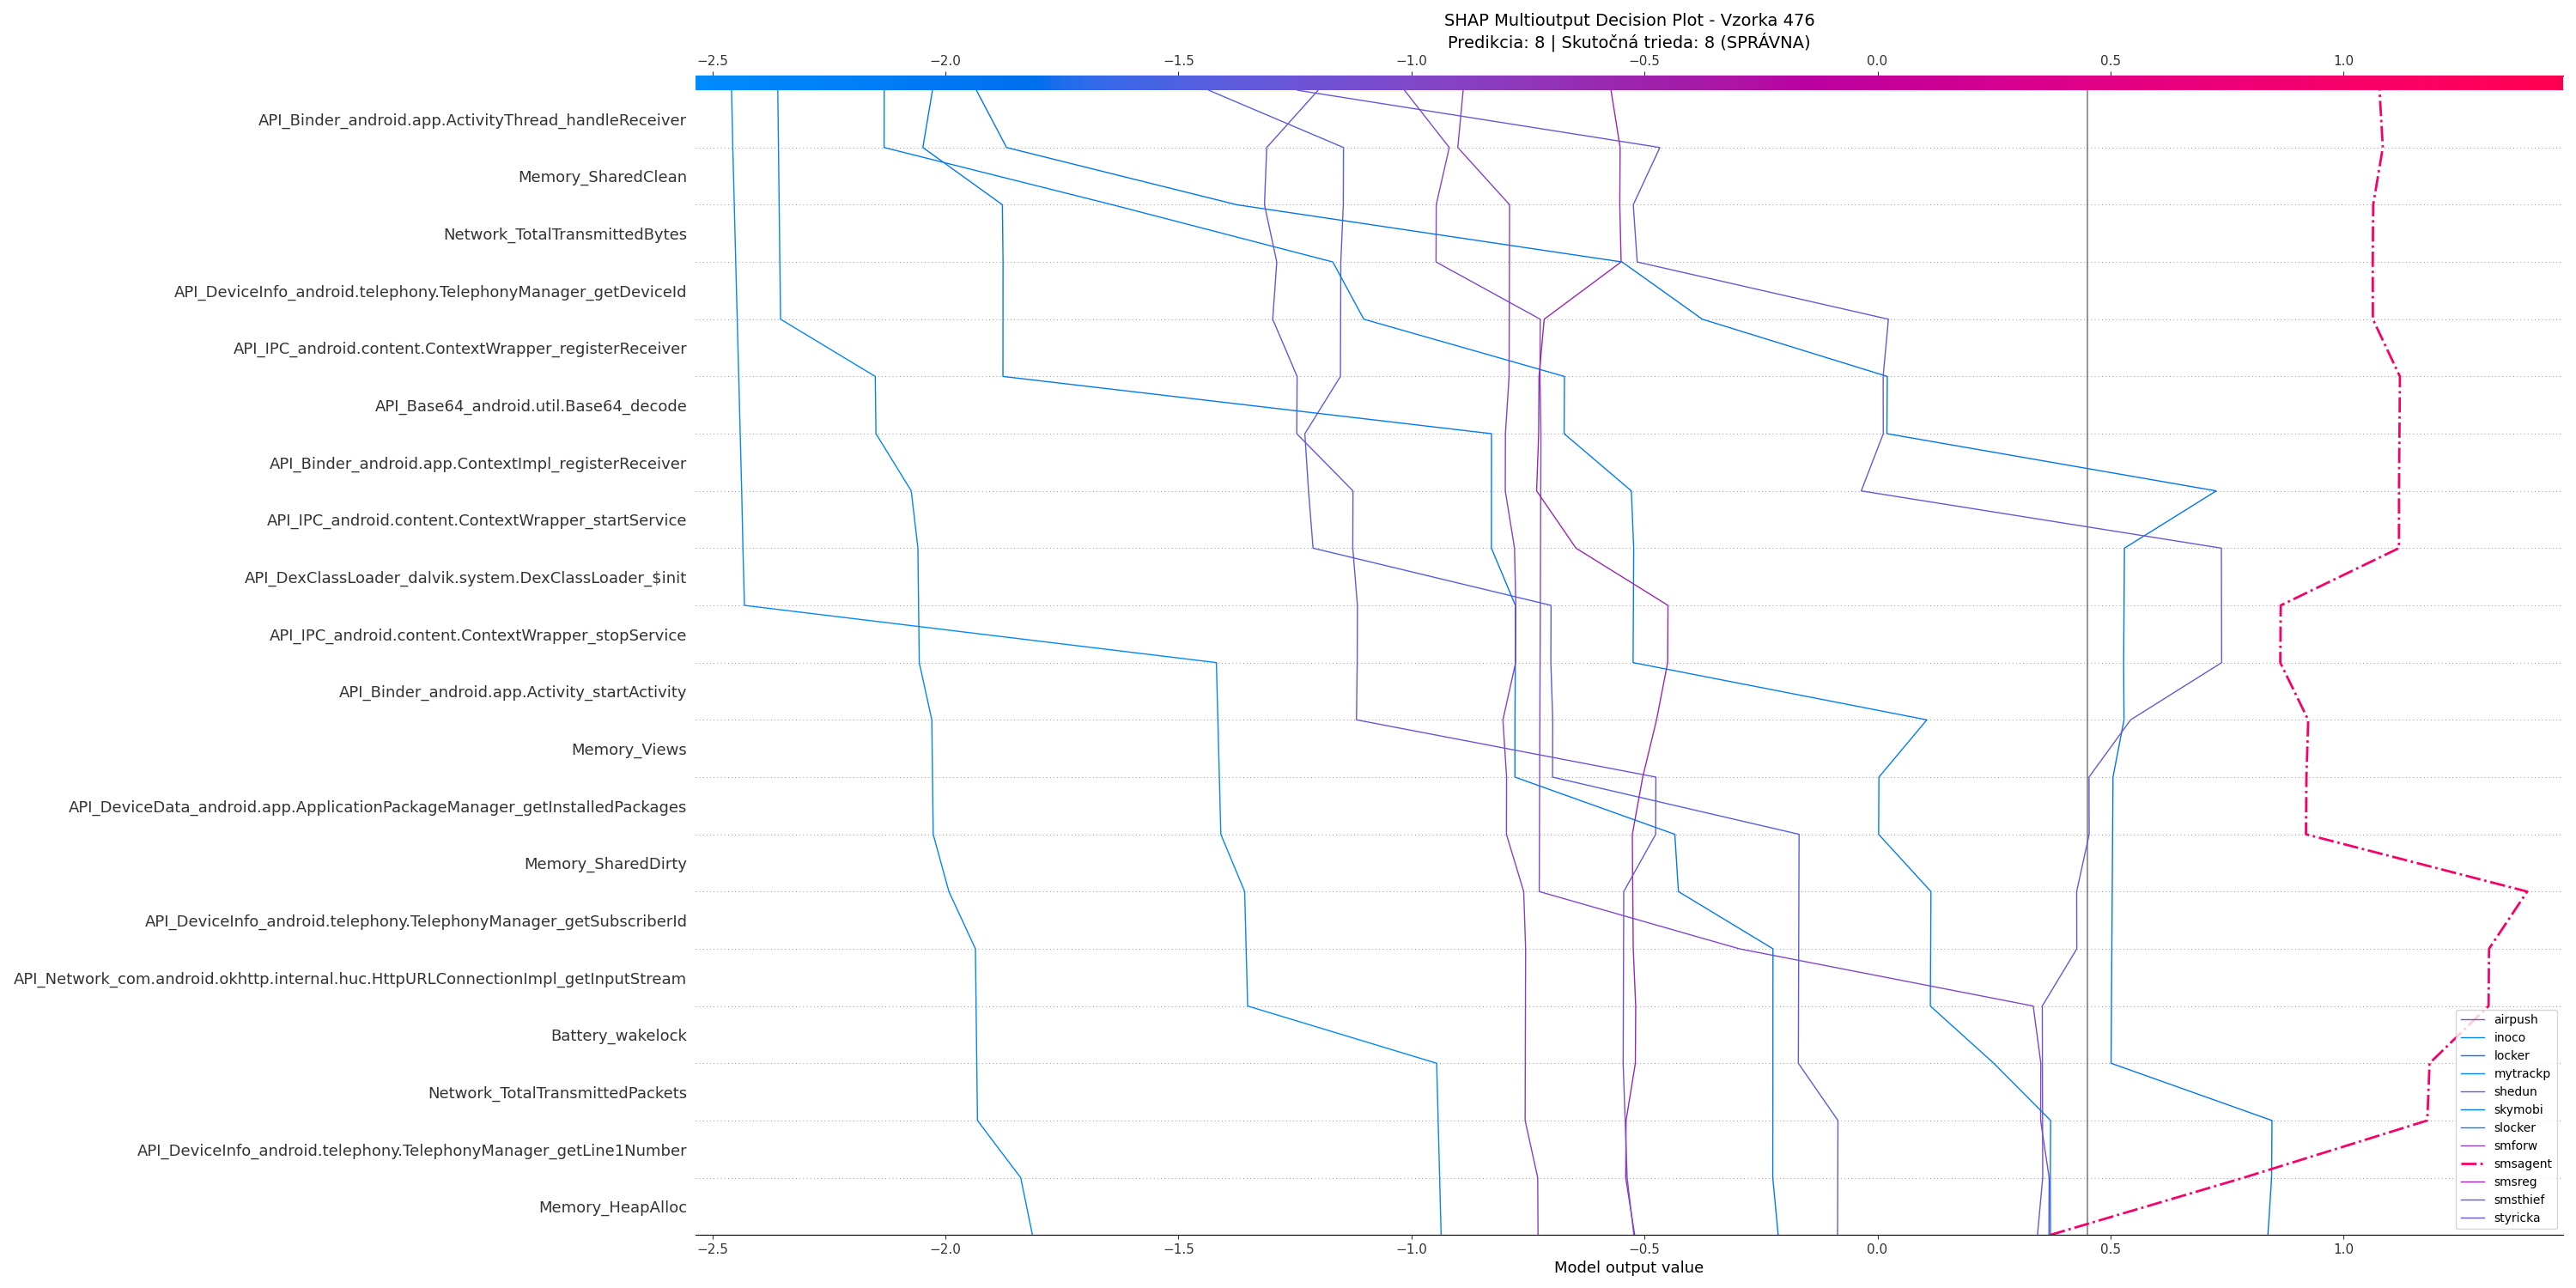 SHAP Multioutput Decision Plot - Vzorka 476
Predikcia: 8 | Skutočná trieda: 8 (SPRÁVNA)
−2.5 −2.0 −1.5 −1.0 −0.5 0.0 0.5 1.0
API_Binder_android.app.ActivityThread_handleReceiver
Memory_SharedClean
Network_TotalTransmittedBytes
API_DeviceInfo_android.telephony.TelephonyManager_getDeviceId
API_IPC_android.content.ContextWrapper_registerReceiver
API_Base64_android.util.Base64_decode
API_Binder_android.app.ContextImpl_registerReceiver
API_IPC_android.content.ContextWrapper_startService
API_DexClassLoader_dalvik.system.DexClassLoader_$init
API_IPC_android.content.ContextWrapper_stopService
API_Binder_android.app.Activity_startActivity
Memory_Views
API_DeviceData_android.app.ApplicationPackageManager_getInstalledPackages
Memory_SharedDirty
API_DeviceInfo_android.telephony.TelephonyManager_getSubscriberId
API_Network_com.android.okhttp.internal.huc.HttpURLConnectionImpl_getInputStream
Battery_wakelock
Network_TotalTransmittedPackets
API_DeviceInfo_android.telephony.TelephonyManager_getLine1Number
Memory_HeapAlloc
airpush
inoco
locker
mytrackp
shedun
skymobi
slocker
smforw
smsagent
smsreg
smsthief
styricka
−2.5 −2.0 −1.5 −1.0 −0.5 0.0 0.5 1.0
Model output value